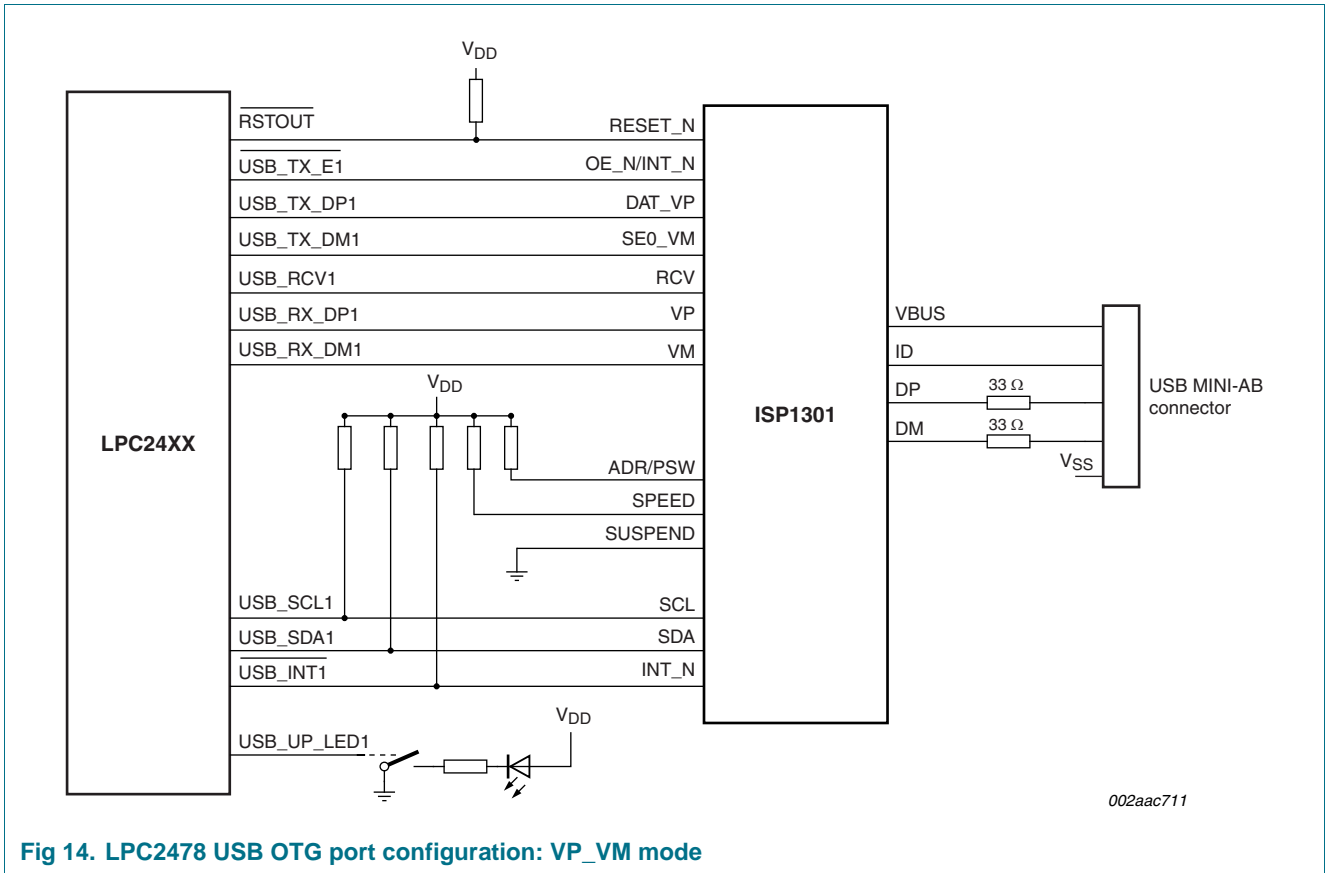 VDD
RSTOUT
RESET_N
USB_TX_E1
OE_N/INT_N
USB_TX_DP1
DAT_VP
USB_TX_DM1
SE0_VM
USB_RCV1
RCV
USB_RX_DP1
VP
USB_RX_DM1
VM
VBUS
ID
DP
33 Ω
DM
33 Ω
VSS
USB MINI-AB
connector
VDD
LPC24XX
ISP1301
ADR/PSW
SPEED
SUSPEND
USB_SCL1
SCL
USB_SDA1
SDA
USB_INT1
INT_N
VDD
USB_UP_LED1
002aac711
Fig 14. LPC2478 USB OTG port configuration: VP_VM mode